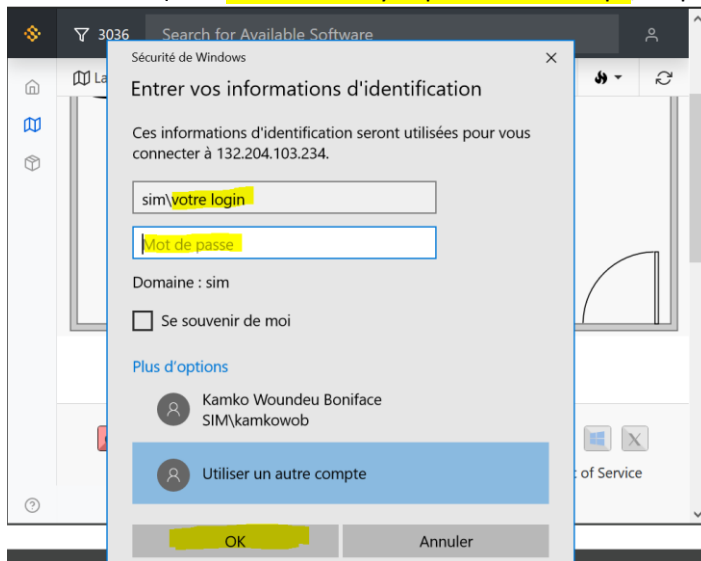 3036 Search for Available Software
Sécurité de Windows
La
Entrer vos informations d'identification
Ces informations d'identification seront utilisées pour vous
connecter à 132.204.103.234.
sim\votre login
Mot de passe
Domaine : sim
Se souvenir de moi
Plus d'options
Kamko Woundeu Boniface
SIM\kamkowob
Utiliser un autre compte
of Service
OK Annuler